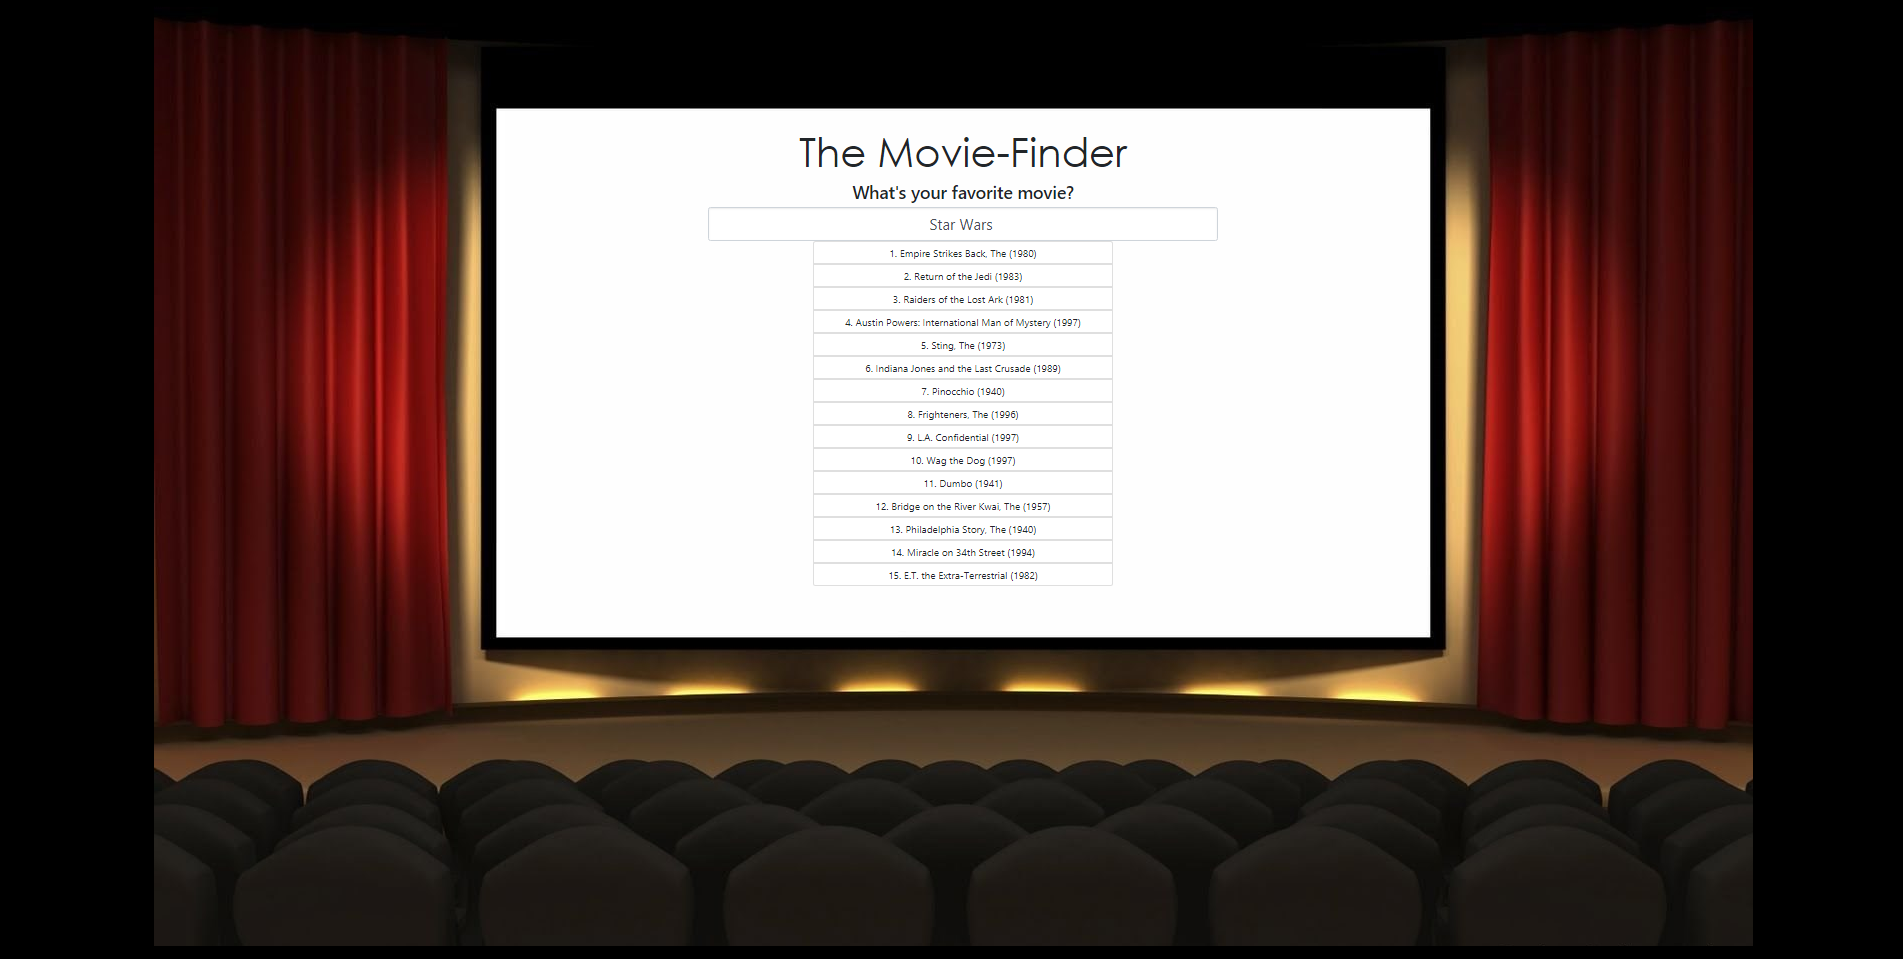 The Movie-Finder
What's your favorite movie?
Star Wars
1. Empire Strikes Back, The (1980)
2. Return of the Jedi (1983)
3. Raiders of the Lost Ark (1981)
4. Austin Powers: International Man of Mystery (1997)
5. Sting, The (1973)
6. Indiana Jones and the Last Crusade (1989)
7. Pinocchio (1940)
8. Frighteners, The (1996)
9. L.A. Confidential (1997)
10. Wag the Dog (1997)
11. Dumbo (1941)
12. Bridge on the River Kwai, The (1957)
13. Philadelphia Story, The (1940)
14. Miracle on 34th Street (1994)
15. E.T. the Extra-Terrestrial (1982)